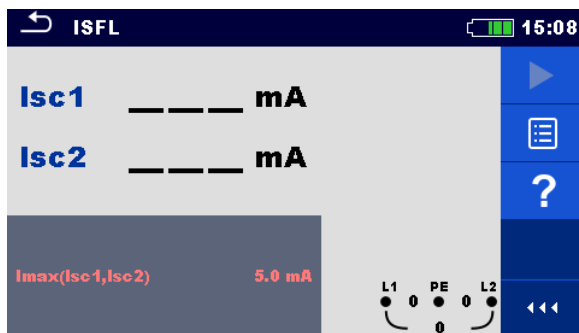 ISFL 15:08
Isc1 ___ mA
Isc2 ___ mA
?
Imax(Isc1,Isc2) 5.0 mA
L1 PE L2
0 0
0